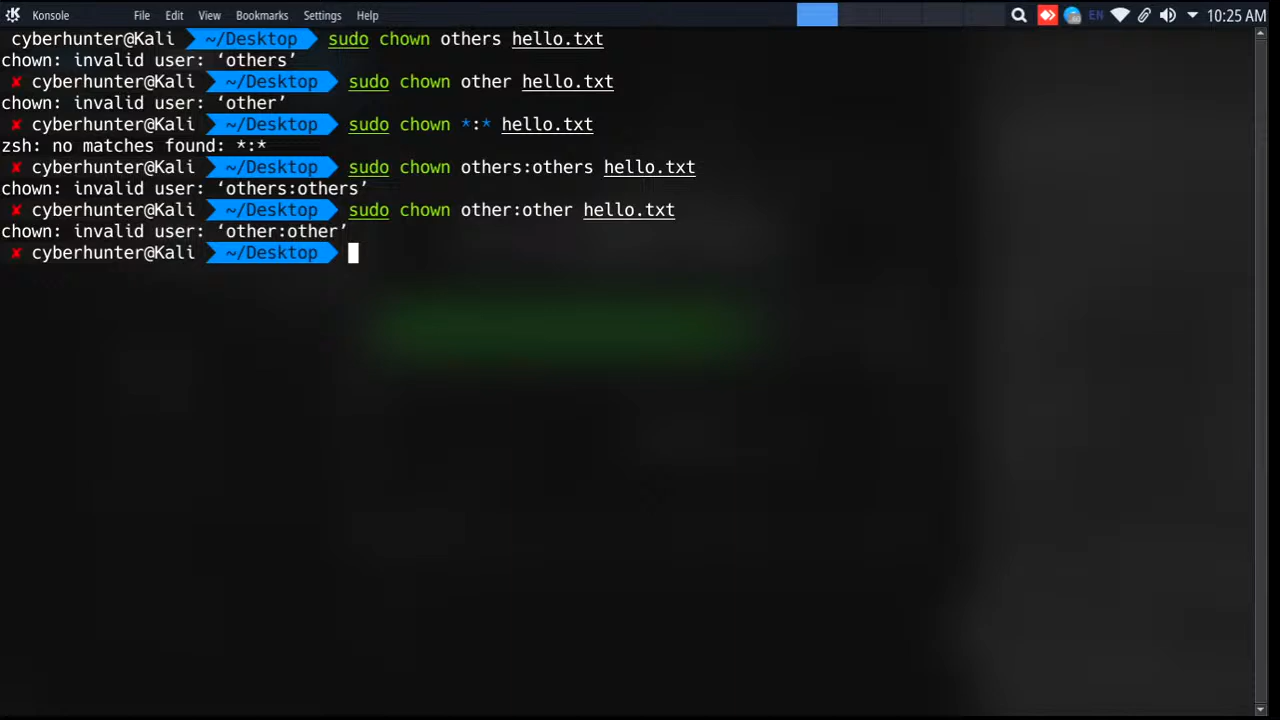 Konsole File Edit View Bookmarks Settings Help EN 10:25 AM
cyberhunter@Kali ~/Desktop sudo chown others hello.txt
chown: invalid user: ‘others’
✘ cyberhunter@Kali ~/Desktop sudo chown other hello.txt
chown: invalid user: ‘other’
✘ cyberhunter@Kali ~/Desktop sudo chown *:* hello.txt
zsh: no matches found: *:*
✘ cyberhunter@Kali ~/Desktop sudo chown others:others hello.txt
chown: invalid user: ‘others:others’
✘ cyberhunter@Kali ~/Desktop sudo chown other:other hello.txt
chown: invalid user: ‘other:other’
✘ cyberhunter@Kali ~/Desktop